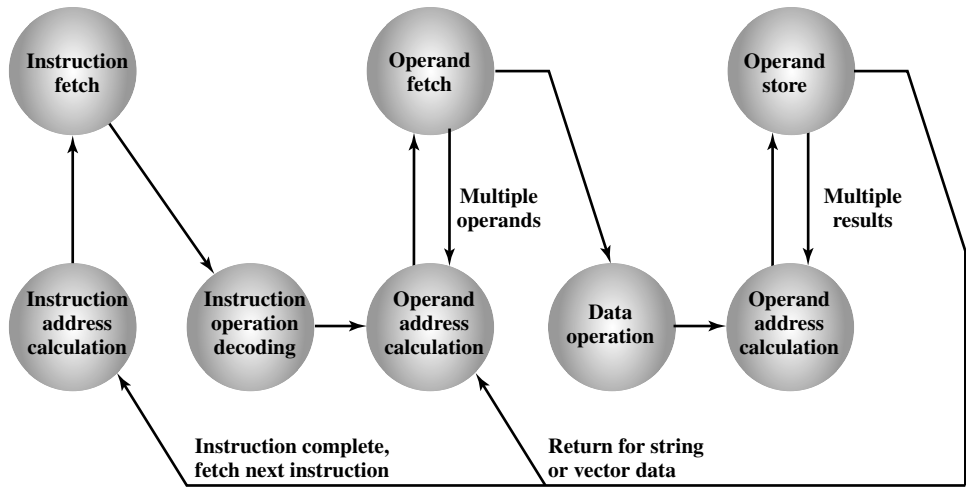 Instruction
fetch
Operand
fetch
Operand
store
Multiple
operands
Multiple
results
Instruction
address
calculation
Instruction
operation
decoding
Operand
address
calculation
Data
operation
Operand
address
calculation
Instruction complete,
fetch next instruction
Return for string
or vector data